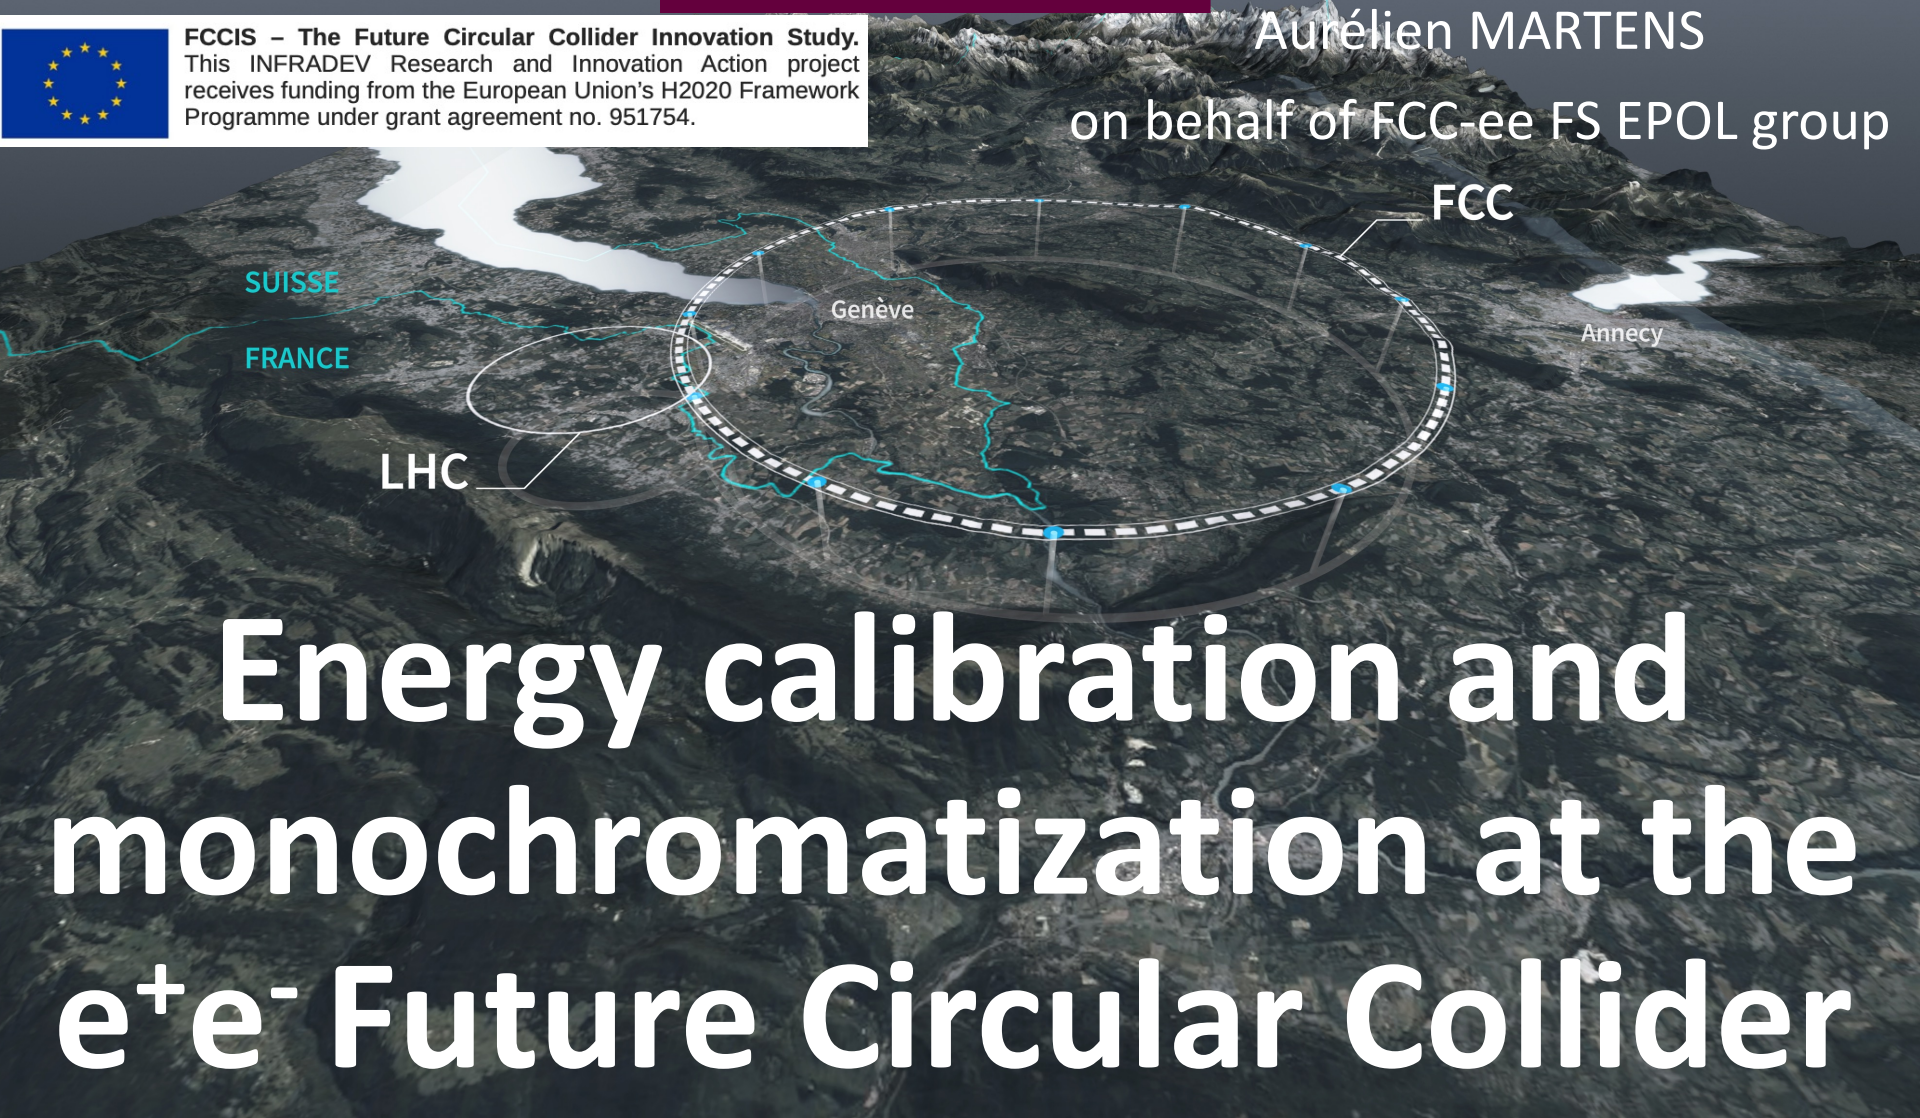 FCCIS – The Future Circular Collider Innovation Study.
This INFRADEV Research and Innovation Action project
receives funding from the European Union’s H2020 Framework
Programme under grant agreement no. 951754.
Aurélien MARTENS
on behalf of FCC-ee FS EPOL group
FCC
SUISSE
Genève
Annecy
FRANCE
LHC
Energy calibration and
monochromatization at the
e⁺e⁻ Future Circular Collider